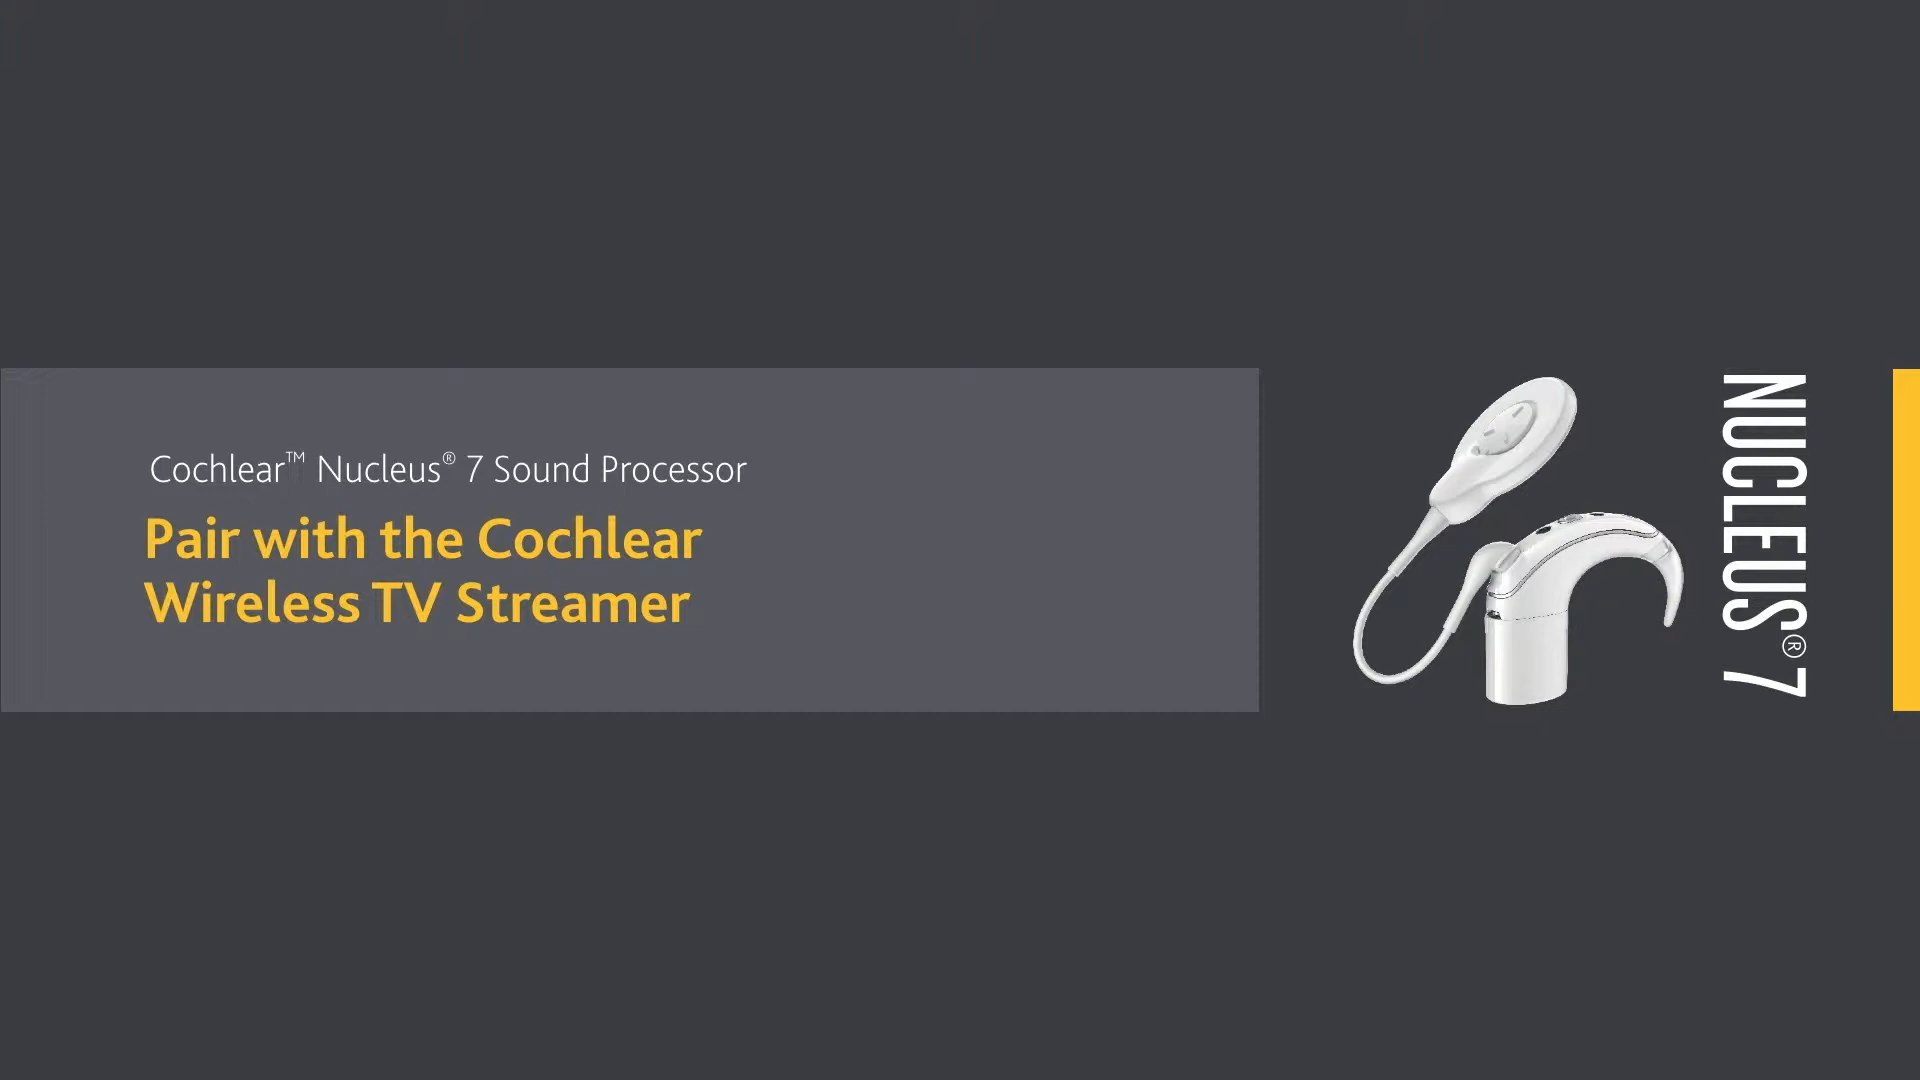 Cochlear™ Nucleus® 7 Sound Processor
Pair with the Cochlear
Wireless TV Streamer
NUCLEUS® 7